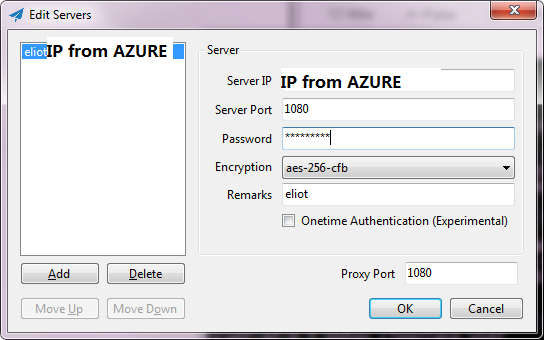 Edit Servers
eliot IP from AZURE
Server
Server IP IP from AZURE
Server Port 1080
Password *********
Encryption aes-256-cfb
Remarks eliot
Onetime Authentication (Experimental)
Add Delete
Proxy Port 1080
Move Up Move Down
OK Cancel